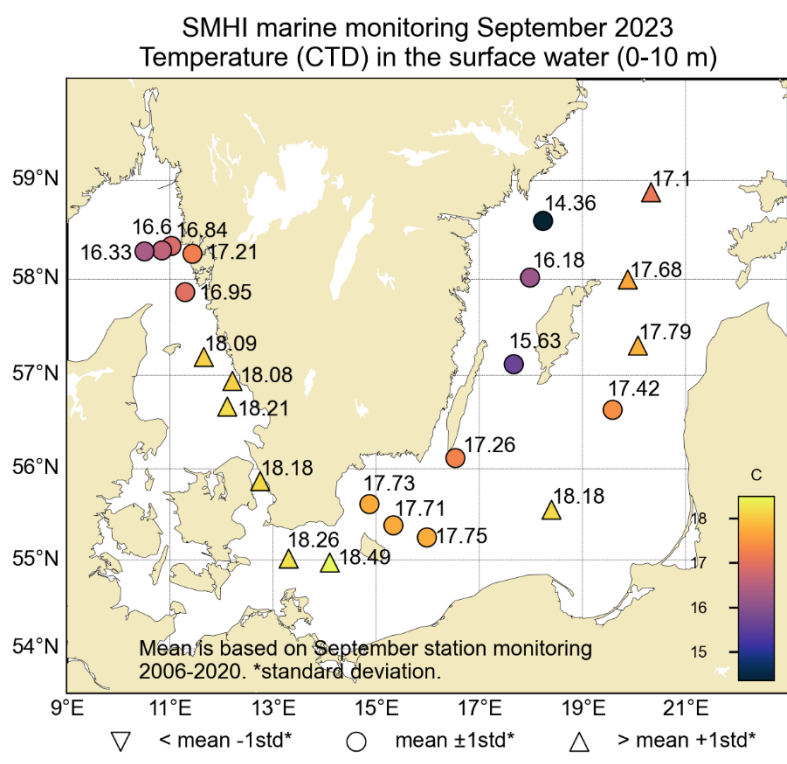 SMHI marine monitoring September 2023
Temperature (CTD) in the surface water (0-10 m)
59°N
58°N
57°N
56°N
55°N
54°N
17.1
14.36
16.6
16.84
16.33
17.21
16.18
17.68
16.95
18.09
15.63
17.79
18.08
18.21
17.42
17.26
18.18
17.73
18.18
17.71
17.75
18.26
18.49
C
18
17
16
15
Mean is based on September station monitoring
2006-2020. *standard deviation.
9°E 11°E 13°E 15°E 17°E 19°E 21°E
< mean -1std* mean ±1std* > mean +1std*